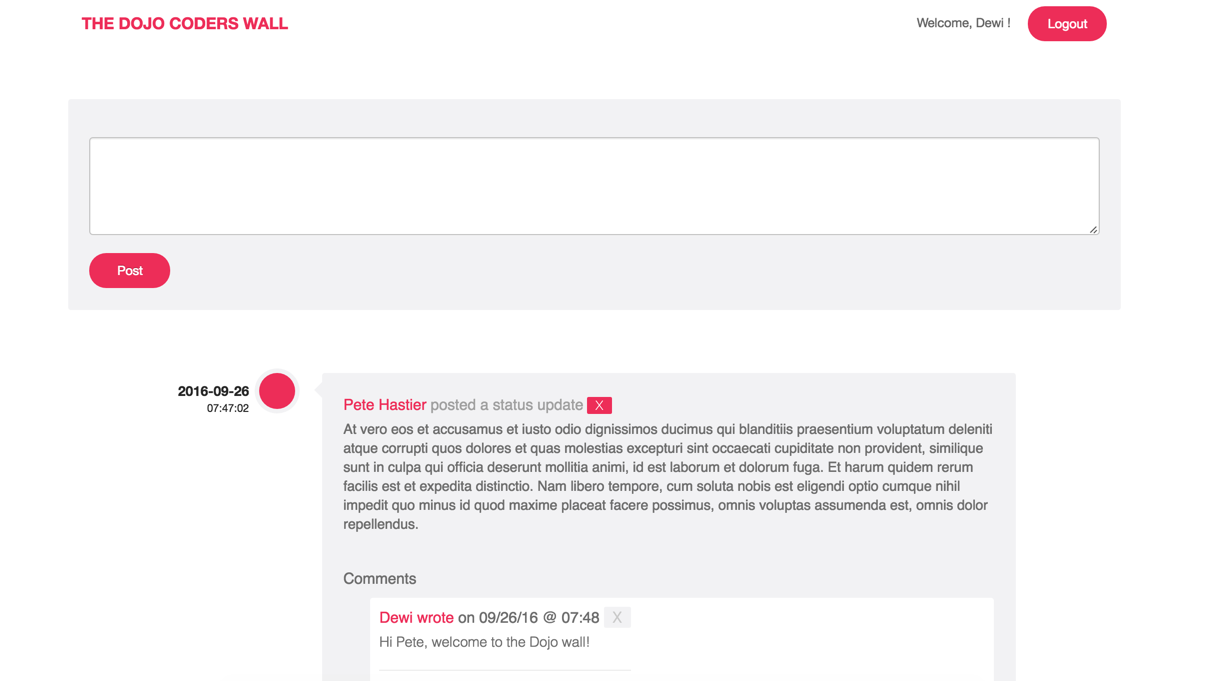 THE DOJO CODERS WALL
Welcome, Dewi !
Logout
Post
2016-09-26
07:47:02
Pete Hastier posted a status update X
At vero eos et accusamus et iusto odio dignissimos ducimus qui blanditiis praesentium voluptatum deleniti
atque corrupti quos dolores et quas molestias excepturi sint occaecati cupiditate non provident, similique
sunt in culpa qui officia deserunt mollitia animi, id est laborum et dolorum fuga. Et harum quidem rerum
facilis est et expedita distinctio. Nam libero tempore, cum soluta nobis est eligendi optio cumque nihil
impedit quo minus id quod maxime placeat facere possimus, omnis voluptas assumenda est, omnis dolor
repellendus.
Comments
Dewi wrote on 09/26/16 @ 07:48 X
Hi Pete, welcome to the Dojo wall!